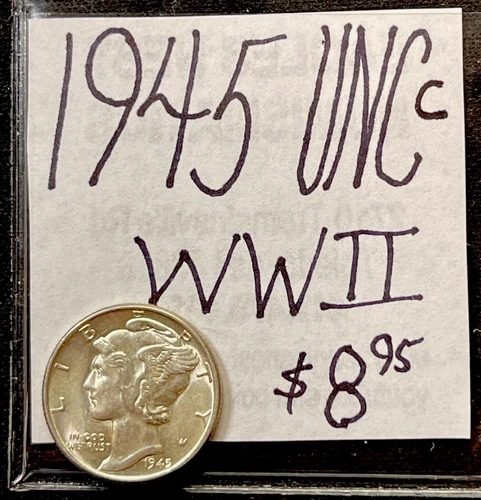 1945 UNC
WWII
$8.95
LIBERTY
IN GOD
WE TRUST
1945